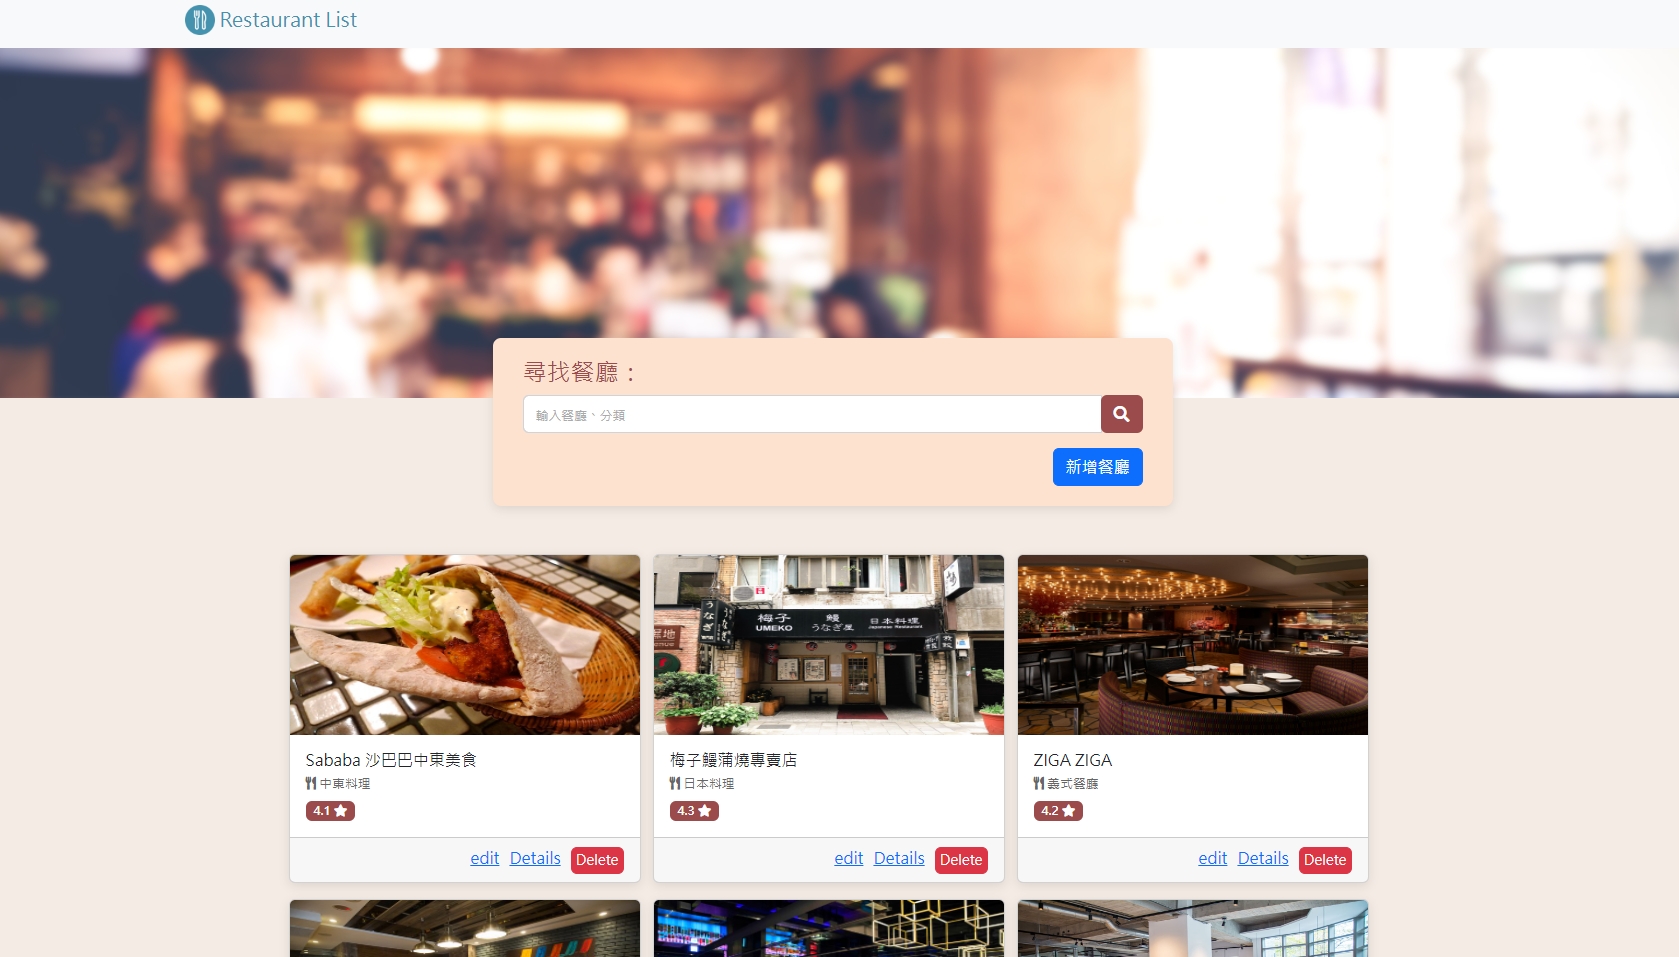 Restaurant List
尋找餐廳：
輸入餐廳、分類
新增餐廳
梅子 鰻 日本料理
UMEKO うなぎ屋 Japanese Restaurant
うなぎ
Sababa 沙巴巴中東美食
中東料理
4.1
edit Details Delete
梅子鰻蒲燒專賣店
日本料理
4.3
edit Details Delete
ZIGA ZIGA
義式餐廳
4.2
edit Details Delete